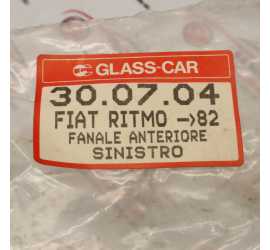 GLASS-CAR
30.07.04
FIAT RITMO →82
FANALE ANTERIORE
SINISTRO